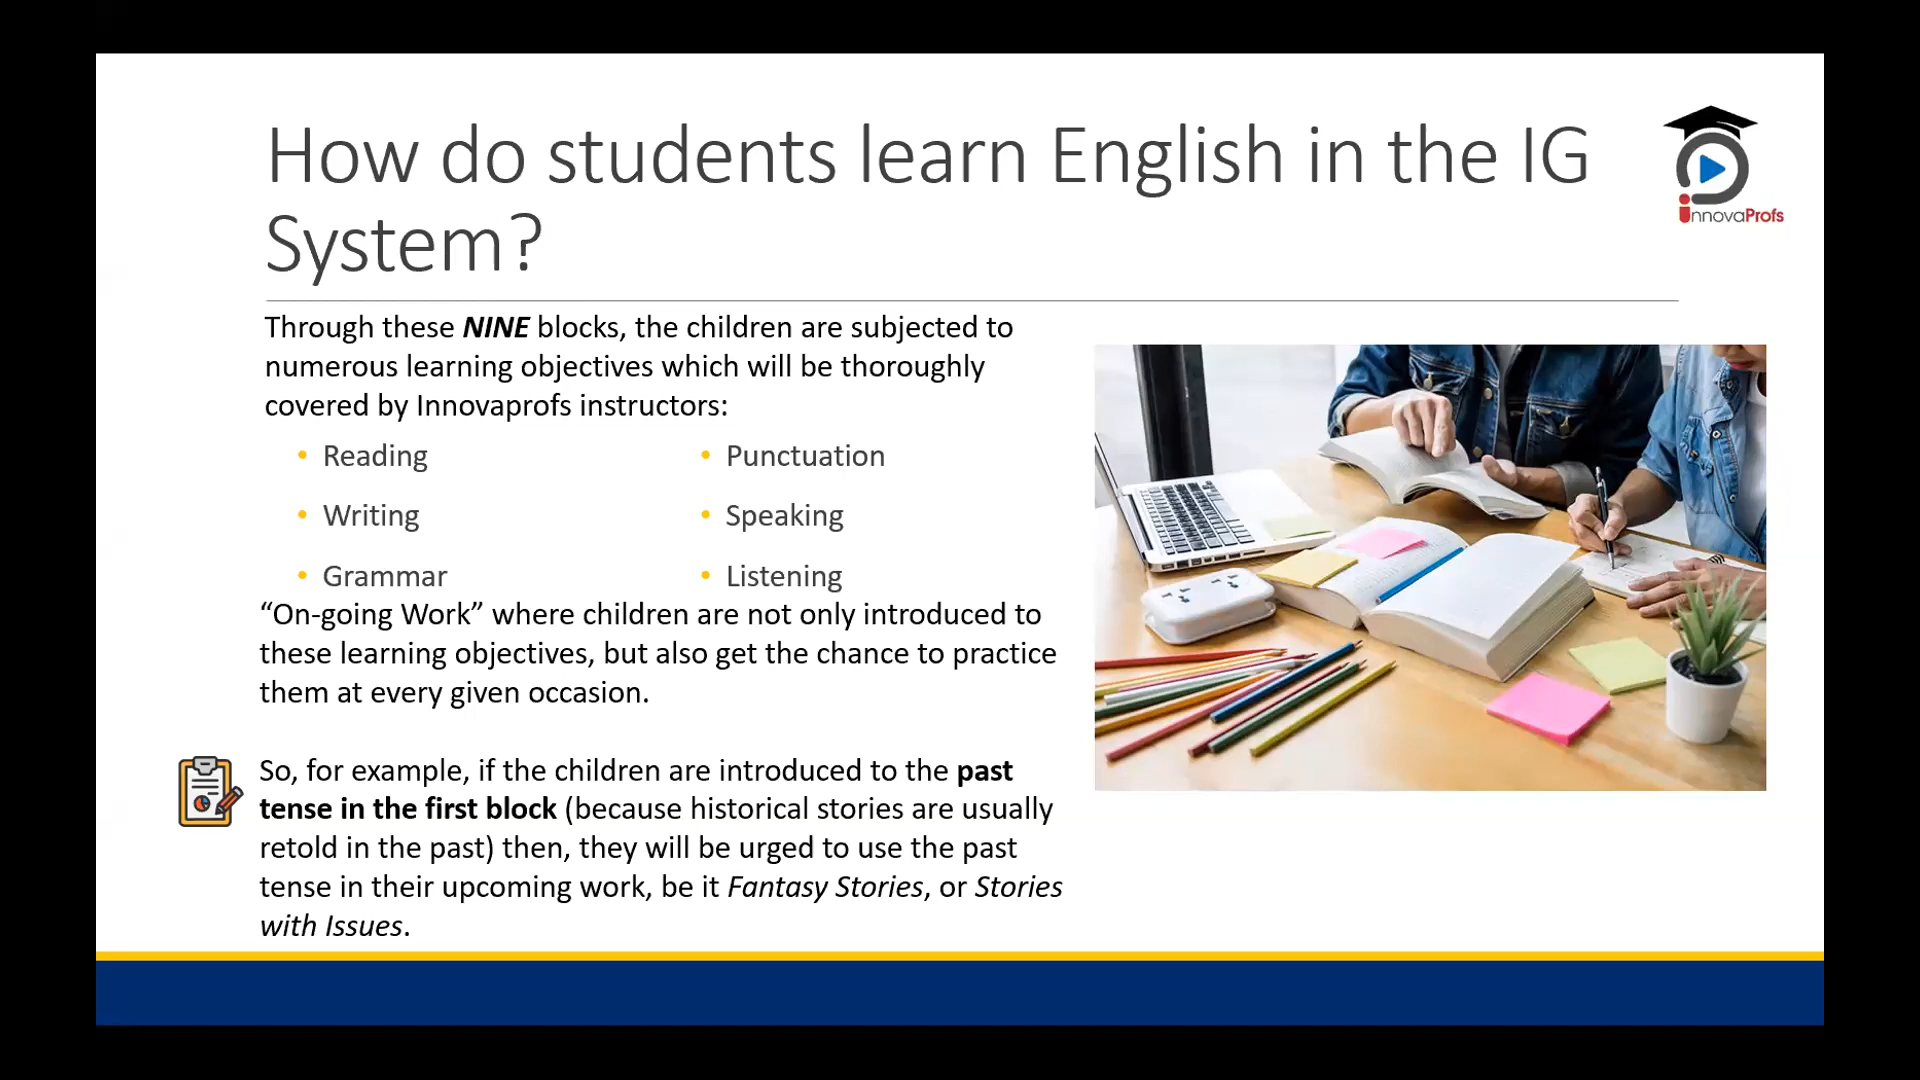 How do students learn English in the IG
System?
innovaProfs
Through these NINE blocks, the children are subjected to
numerous learning objectives which will be thoroughly
covered by Innovaprofs instructors:
• Reading
• Writing
• Grammar
• Punctuation
• Speaking
• Listening
“On-going Work” where children are not only introduced to
these learning objectives, but also get the chance to practice
them at every given occasion.
So, for example, if the children are introduced to the past
tense in the first block (because historical stories are usually
retold in the past) then, they will be urged to use the past
tense in their upcoming work, be it Fantasy Stories, or Stories
with Issues.